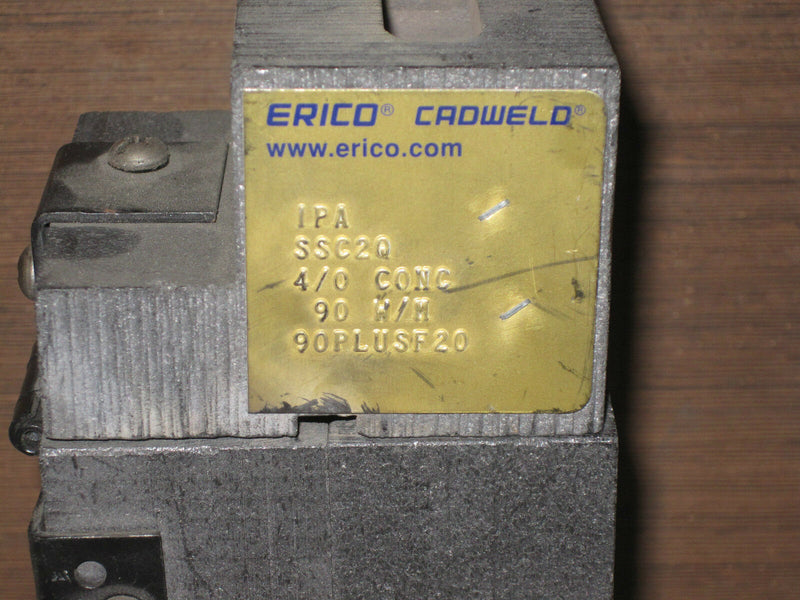 ERICO® CADWELD®
www.erico.com
IPA
SSC2Q
4/0 CONC
90 W/M
90PLUSF20